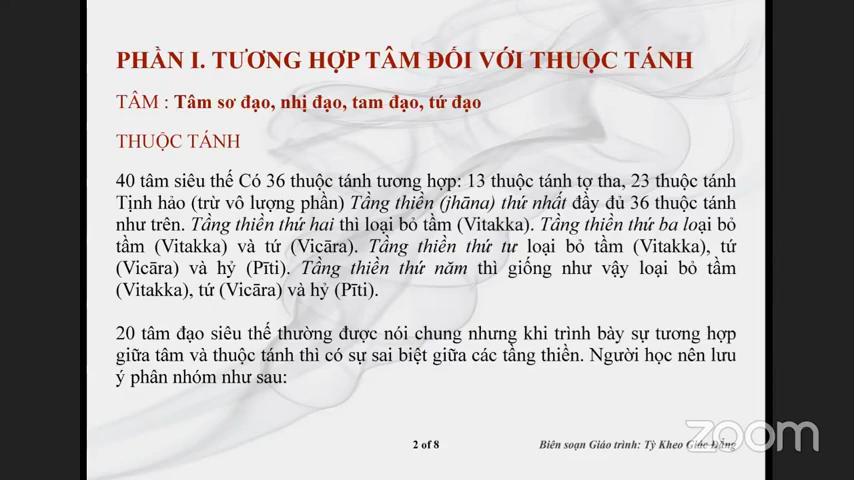 PHẦN I. TƯƠNG HỢP TÂM ĐỐI VỚI THUỘC TÁNH
TÂM : Tâm sơ đạo, nhị đạo, tam đạo, tứ đạo
THUỘC TÁNH
40 tâm siêu thế Có 36 thuộc tánh tương hợp: 13 thuộc tánh tợ tha, 23 thuộc tánh
Tịnh hảo (trừ vô lượng phần) Tầng thiền (jhāna) thứ nhất đầy đủ 36 thuộc tánh
như trên. Tầng thiền thứ hai thì loại bỏ tầm (Vitakka). Tầng thiền thứ ba loại bỏ
tầm (Vitakka) và tứ (Vicāra). Tầng thiền thứ tư loại bỏ tầm (Vitakka), tứ
(Vicāra) và hỷ (Pīti). Tầng thiền thứ năm thì giống như vậy loại bỏ tầm
(Vitakka), tứ (Vicāra) và hỷ (Pīti).
20 tâm đạo siêu thế thường được nói chung nhưng khi trình bày sự tương hợp
giữa tâm và thuộc tánh thì có sự sai biệt giữa các tầng thiền. Người học nên lưu
ý phân nhóm như sau:
2 of 8
Biên soạn Giáo trình: Tỳ Kheo Giác Đẳng
zoom